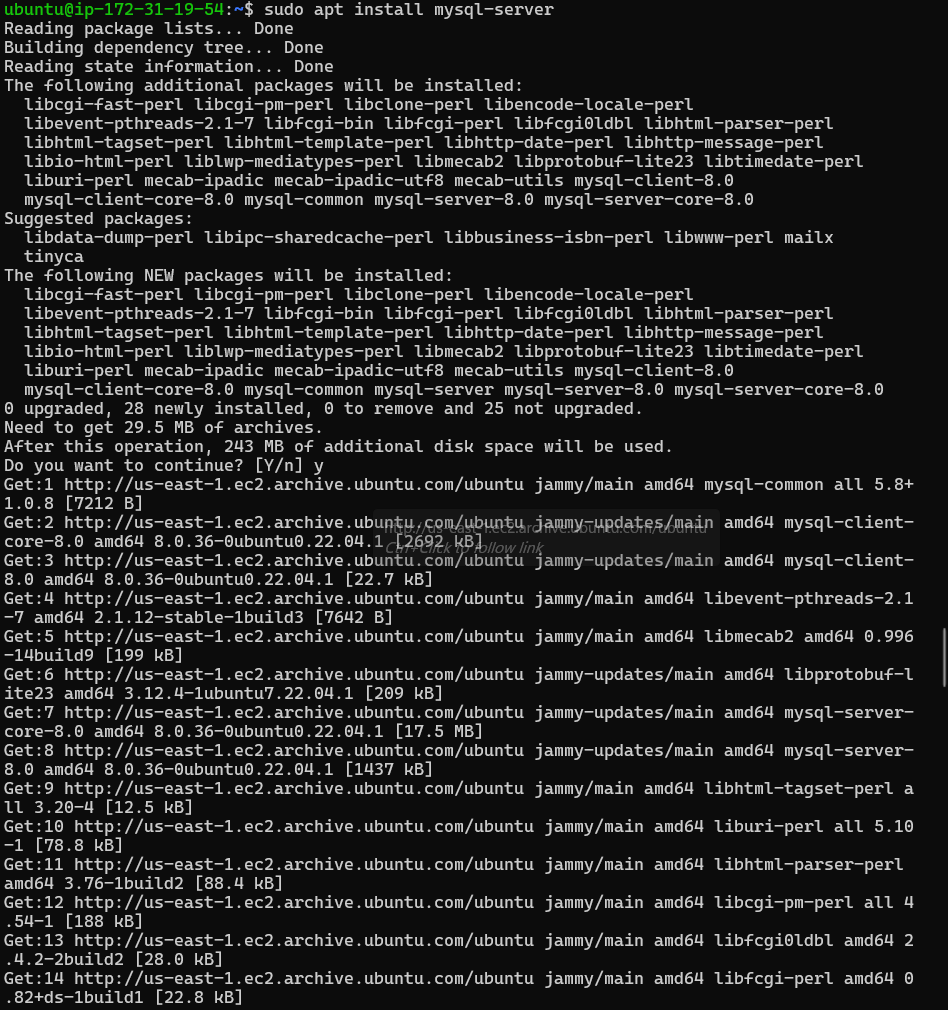 ubuntu@ip-172-31-19-54:~$ sudo apt install mysql-server
Reading package lists... Done
Building dependency tree... Done
Reading state information... Done
The following additional packages will be installed:
  libcgi-fast-perl libcgi-pm-perl libclone-perl libencode-locale-perl
  libevent-pthreads-2.1-7 libfcgi-bin libfcgi-perl libfcgi0ldbl libhtml-parser-perl
  libhtml-tagset-perl libhtml-template-perl libhttp-date-perl libhttp-message-perl
  libio-html-perl liblwp-mediatypes-perl libmecab2 libprotobuf-lite23 libtimedate-perl
  liburi-perl mecab-ipadic mecab-ipadic-utf8 mecab-utils mysql-client-8.0
  mysql-client-core-8.0 mysql-common mysql-server-8.0 mysql-server-core-8.0
Suggested packages:
  libdata-dump-perl libipc-sharedcache-perl libbusiness-isbn-perl libwww-perl mailx
  tinyca
The following NEW packages will be installed:
  libcgi-fast-perl libcgi-pm-perl libclone-perl libencode-locale-perl
  libevent-pthreads-2.1-7 libfcgi-bin libfcgi-perl libfcgi0ldbl libhtml-parser-perl
  libhtml-tagset-perl libhtml-template-perl libhttp-date-perl libhttp-message-perl
  libio-html-perl liblwp-mediatypes-perl libmecab2 libprotobuf-lite23 libtimedate-perl
  liburi-perl mecab-ipadic mecab-ipadic-utf8 mecab-utils mysql-client-8.0
  mysql-client-core-8.0 mysql-common mysql-server mysql-server-8.0 mysql-server-core-8.0
0 upgraded, 28 newly installed, 0 to remove and 25 not upgraded.
Need to get 29.5 MB of archives.
After this operation, 243 MB of additional disk space will be used.
Do you want to continue? [Y/n] y
Get:1 http://us-east-1.ec2.archive.ubuntu.com/ubuntu jammy/main amd64 mysql-common all 5.8+
1.0.8 [7212 B]
Get:2 http://us-east-1.ec2.archive.ubuntu.com/ubuntu jammy-updates/main amd64 mysql-client-
http://us-east-1.ec2.archive.ubuntu.com/ubuntu
core-8.0 amd64 8.0.36-0ubuntu0.22.04.1 [2692 kB]
Ctrl+Click to follow link
Get:3 http://us-east-1.ec2.archive.ubuntu.com/ubuntu jammy-updates/main amd64 mysql-client-
8.0 amd64 8.0.36-0ubuntu0.22.04.1 [22.7 kB]
Get:4 http://us-east-1.ec2.archive.ubuntu.com/ubuntu jammy/main amd64 libevent-pthreads-2.1
-7 amd64 2.1.12-stable-1build3 [7642 B]
Get:5 http://us-east-1.ec2.archive.ubuntu.com/ubuntu jammy/main amd64 libmecab2 amd64 0.996
-14build9 [199 kB]
Get:6 http://us-east-1.ec2.archive.ubuntu.com/ubuntu jammy-updates/main amd64 libprotobuf-l
ite23 amd64 3.12.4-1ubuntu7.22.04.1 [209 kB]
Get:7 http://us-east-1.ec2.archive.ubuntu.com/ubuntu jammy-updates/main amd64 mysql-server-
core-8.0 amd64 8.0.36-0ubuntu0.22.04.1 [17.5 MB]
Get:8 http://us-east-1.ec2.archive.ubuntu.com/ubuntu jammy-updates/main amd64 mysql-server-
8.0 amd64 8.0.36-0ubuntu0.22.04.1 [1437 kB]
Get:9 http://us-east-1.ec2.archive.ubuntu.com/ubuntu jammy/main amd64 libhtml-tagset-perl a
ll 3.20-4 [12.5 kB]
Get:10 http://us-east-1.ec2.archive.ubuntu.com/ubuntu jammy/main amd64 liburi-perl all 5.10
-1 [78.8 kB]
Get:11 http://us-east-1.ec2.archive.ubuntu.com/ubuntu jammy/main amd64 libhtml-parser-perl
amd64 3.76-1build2 [88.4 kB]
Get:12 http://us-east-1.ec2.archive.ubuntu.com/ubuntu jammy/main amd64 libcgi-pm-perl all 4
.54-1 [188 kB]
Get:13 http://us-east-1.ec2.archive.ubuntu.com/ubuntu jammy/main amd64 libfcgi0ldbl amd64 2
.4.2-2build2 [28.0 kB]
Get:14 http://us-east-1.ec2.archive.ubuntu.com/ubuntu jammy/main amd64 libfcgi-perl amd64 0
.82+ds-1build1 [22.8 kB]